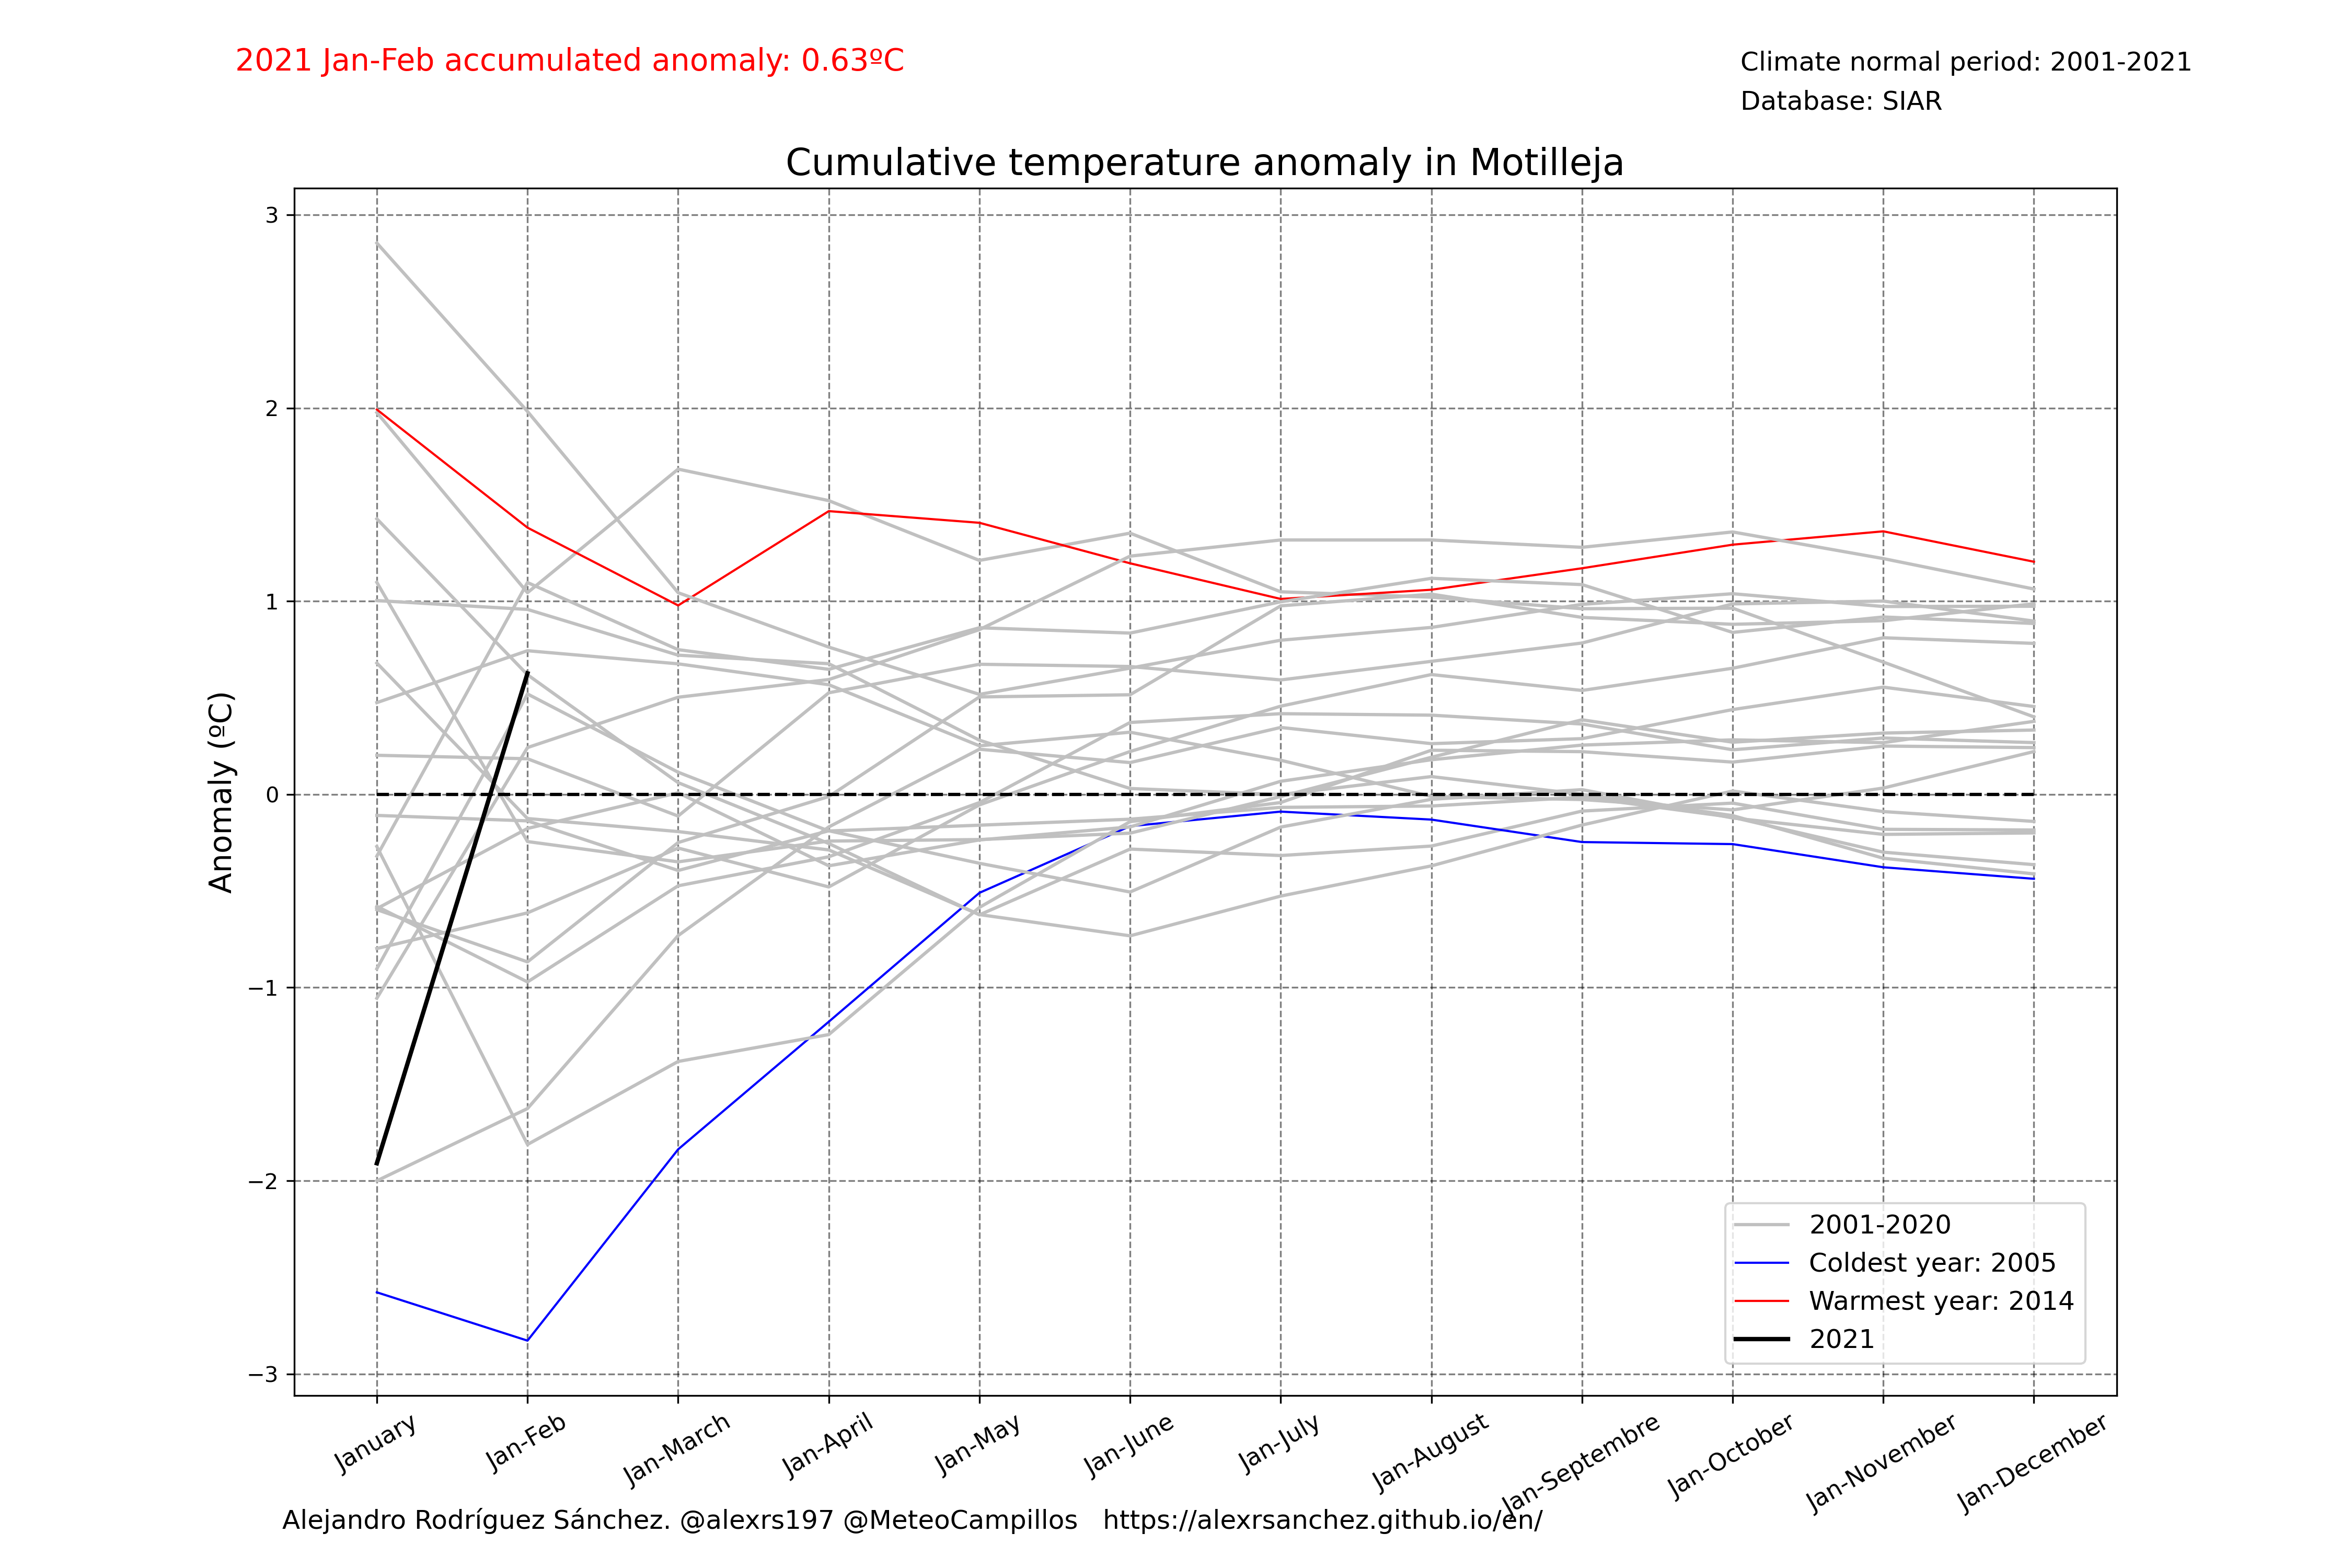 2021 Jan-Feb accumulated anomaly: 0.63ºC
Climate normal period: 2001-2021
Database: SIAR
Cumulative temperature anomaly in Motilleja
Anomaly (ºC)
3
2
1
0
−1
−2
−3
2001-2020
Coldest year: 2005
Warmest year: 2014
2021
January
Jan-Feb
Jan-March
Jan-April
Jan-May
Jan-June
Jan-July
Jan-August
Jan-Septembre
Jan-October
Jan-November
Jan-December
Alejandro Rodríguez Sánchez. @alexrs197 @MeteoCampillos https://alexrsanchez.github.io/en/